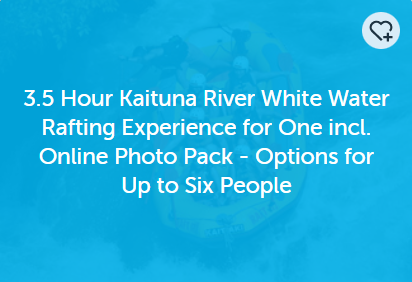 3.5 Hour Kaituna River White Water
Rafting Experience for One incl.
Online Photo Pack - Options for
Up to Six People